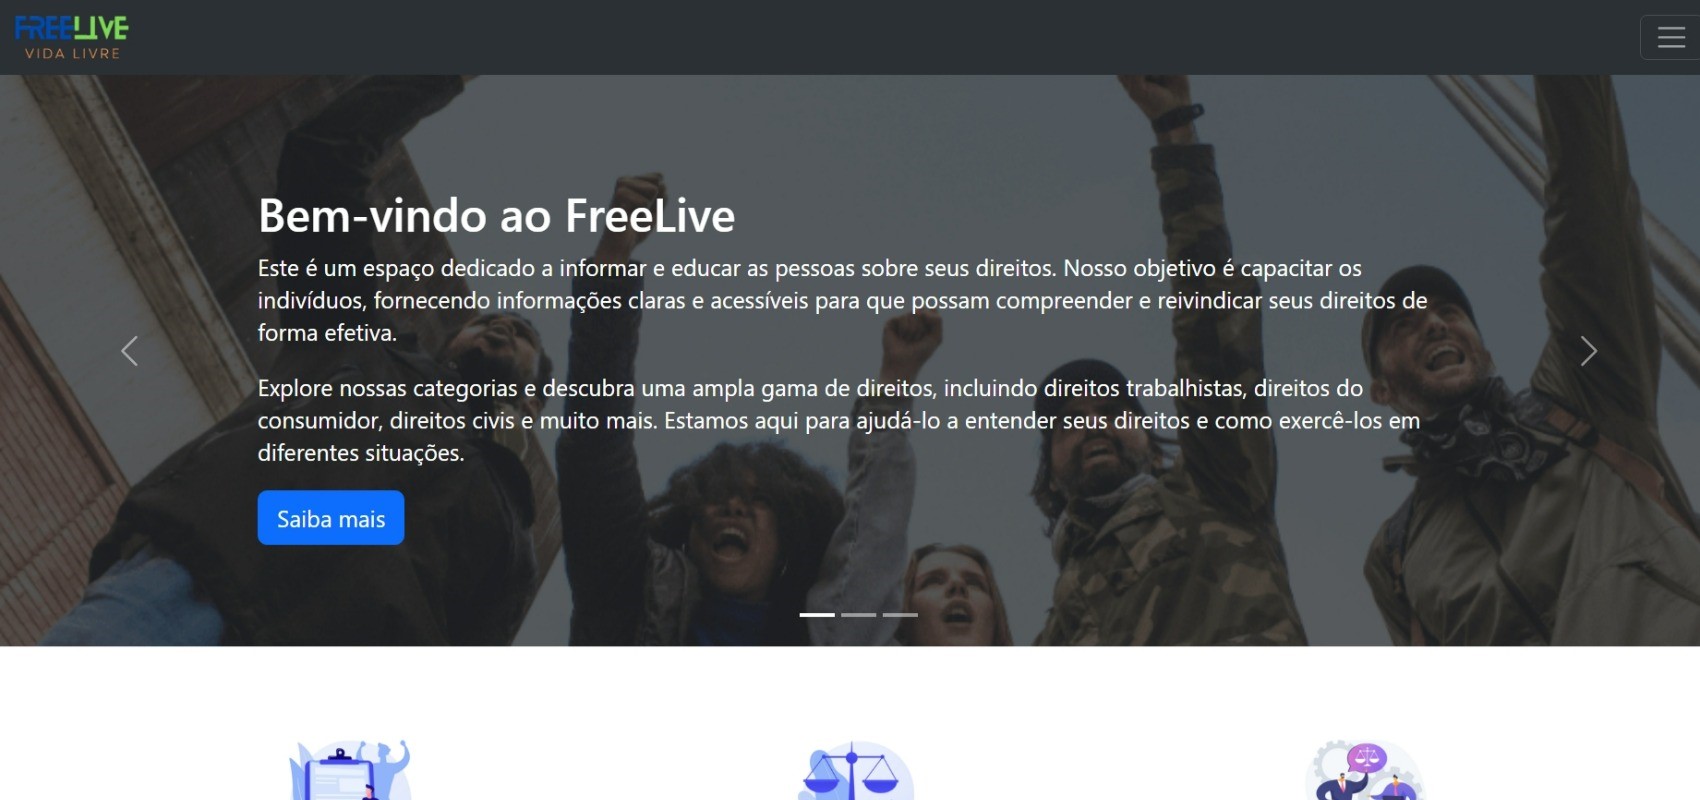 FREELIVE
VIDA LIVRE
Bem-vindo ao FreeLive
Este é um espaço dedicado a informar e educar as pessoas sobre seus direitos. Nosso objetivo é capacitar os
indivíduos, fornecendo informações claras e acessíveis para que possam compreender e reivindicar seus direitos de
forma efetiva.
Explore nossas categorias e descubra uma ampla gama de direitos, incluindo direitos trabalhistas, direitos do
consumidor, direitos civis e muito mais. Estamos aqui para ajudá-lo a entender seus direitos e como exercê-los em
diferentes situações.
Saiba mais